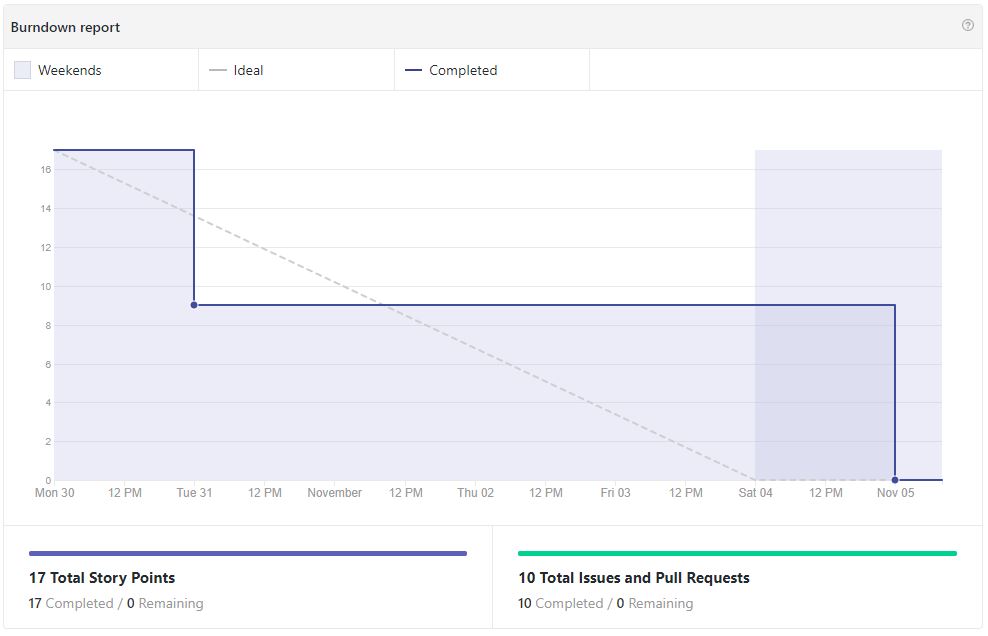 Burndown report
Weekends Ideal Completed
16
14
12
10
8
6
4
2
0
Mon 30 12 PM Tue 31 12 PM November 12 PM Thu 02 12 PM Fri 03 12 PM Sat 04 12 PM Nov 05
17 Total Story Points
17 Completed / 0 Remaining
10 Total Issues and Pull Requests
10 Completed / 0 Remaining